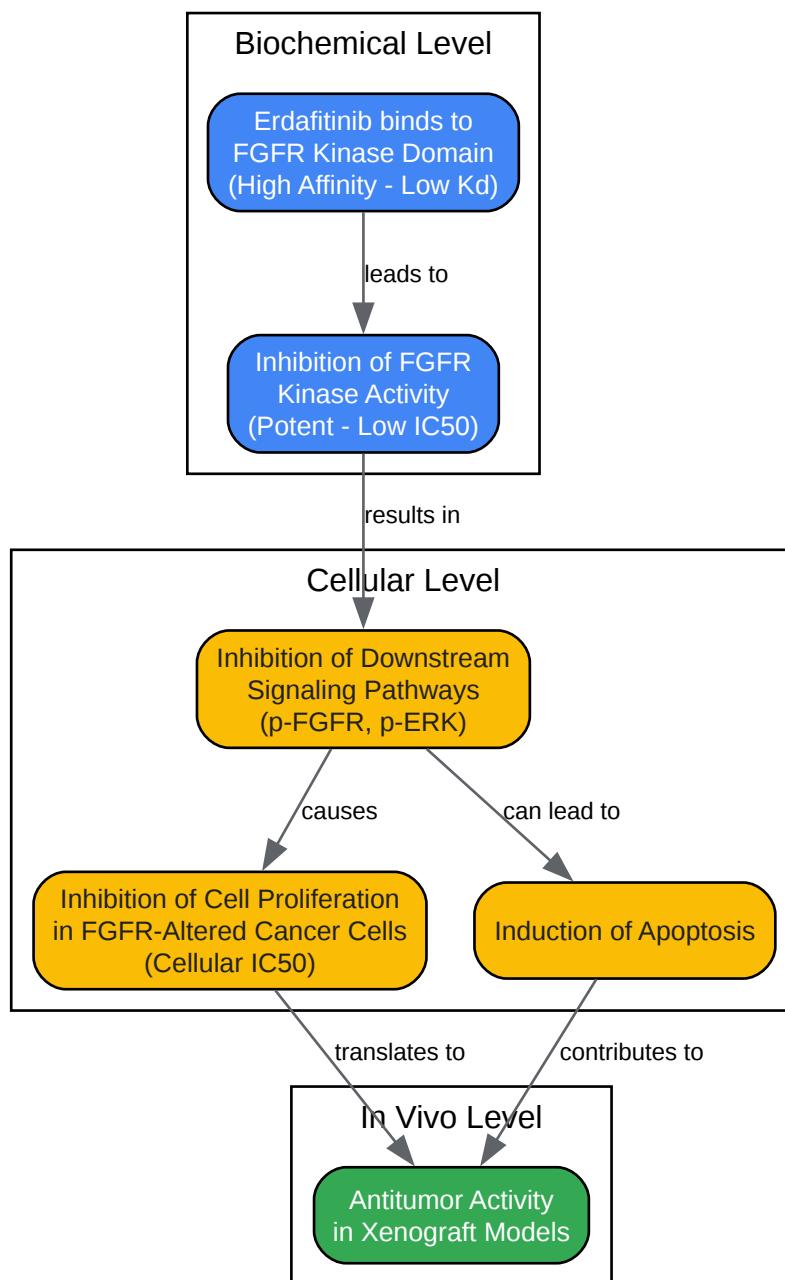 Biochemical Level
Erdafitinib binds to
FGFR Kinase Domain
(High Affinity - Low Kd)
leads to
Inhibition of FGFR
Kinase Activity
(Potent - Low IC50)
results in
Cellular Level
Inhibition of Downstream
Signaling Pathways
(p-FGFR, p-ERK)
causes
can lead to
Inhibition of Cell Proliferation
in FGFR-Altered Cancer Cells
(Cellular IC50)
Induction of Apoptosis
translates to
contributes to
In Vivo Level
Antitumor Activity
in Xenograft Models